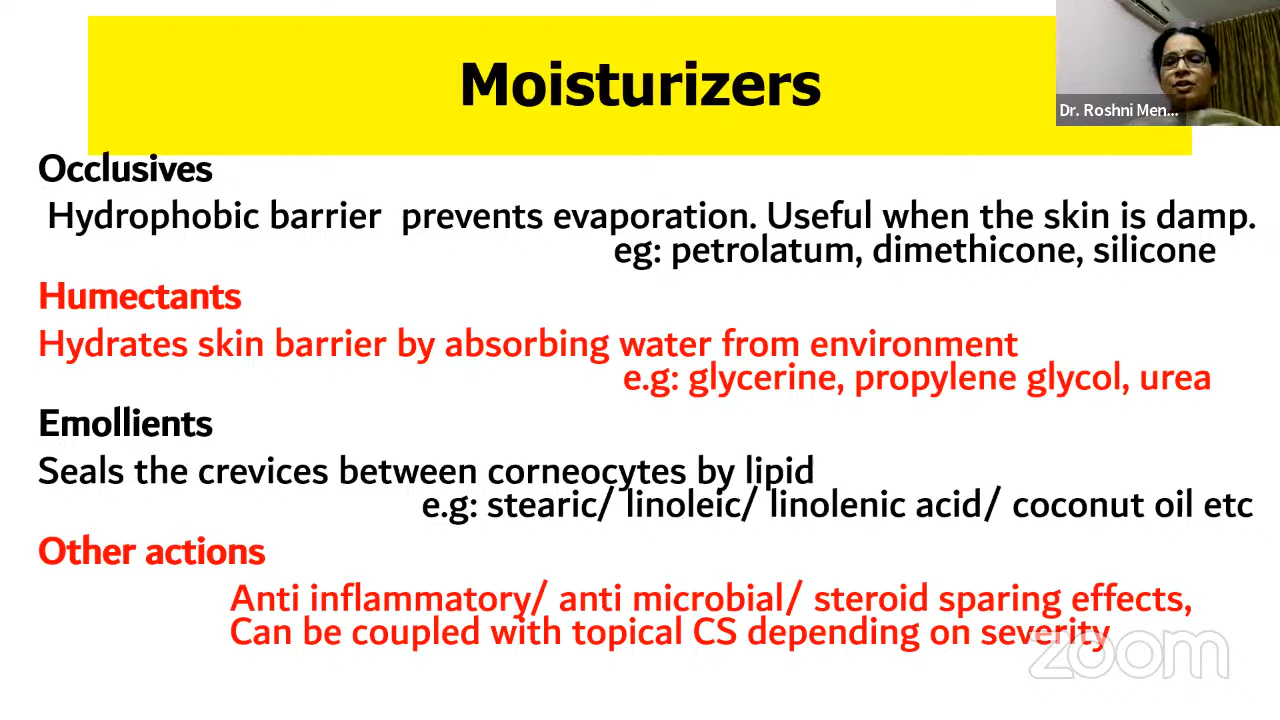 Moisturizers
Dr. Roshni Men...
Occlusives
Hydrophobic barrier prevents evaporation. Useful when the skin is damp.
eg: petrolatum, dimethicone, silicone
Humectants
Hydrates skin barrier by absorbing water from environment
e.g: glycerine, propylene glycol, urea
Emollients
Seals the crevices between corneocytes by lipid
e.g: stearic/ linoleic/ linolenic acid/ coconut oil etc
Other actions
Anti inflammatory/ anti microbial/ steroid sparing effects,
Can be coupled with topical CS depending on severity
zoom